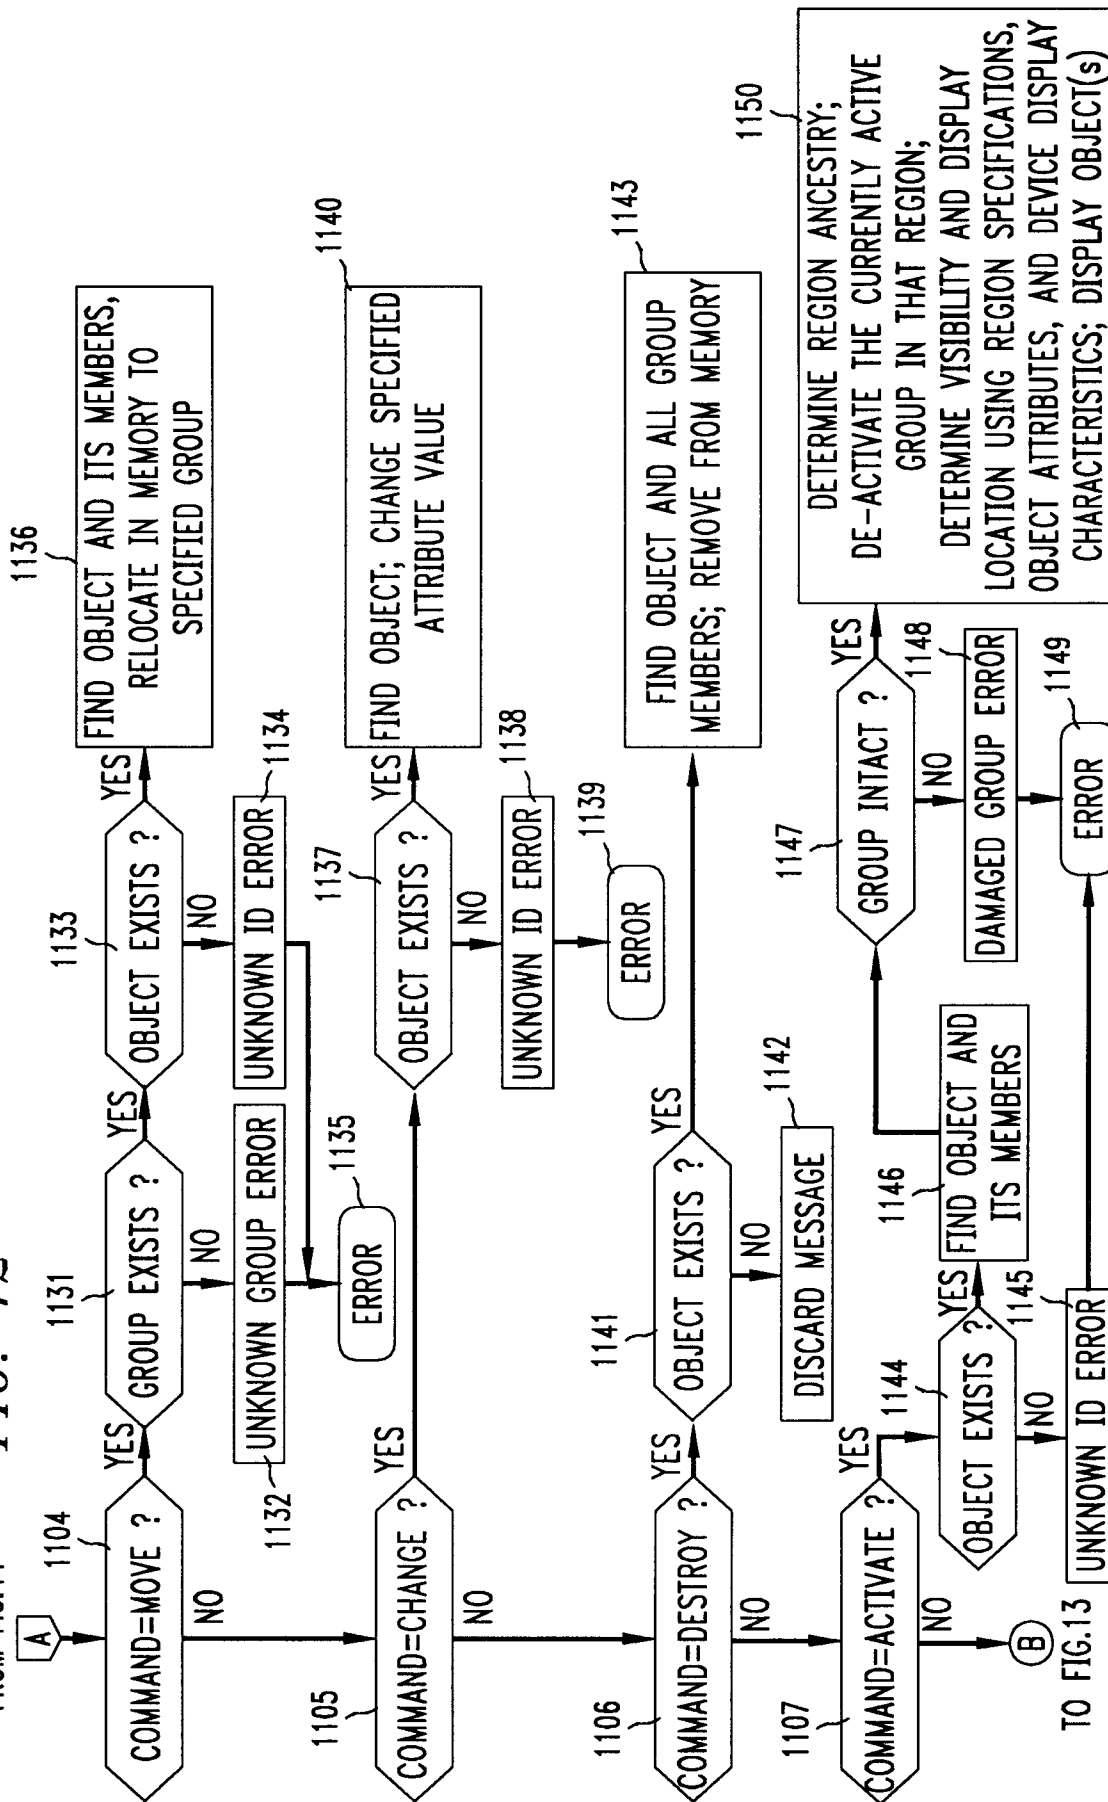 FIG. 12
A
1104
COMMAND=MOVE ?
YES
NO
1131
GROUP EXISTS ?
YES
NO
1132
UNKNOWN GROUP ERROR
1133
OBJECT EXISTS ?
YES
NO
1134
UNKNOWN ID ERROR
1135
ERROR
1136
FIND OBJECT AND ITS MEMBERS,
RELOCATE IN MEMORY TO
SPECIFIED GROUP
1105
COMMAND=CHANGE ?
YES
NO
1137
OBJECT EXISTS ?
YES
NO
1138
UNKNOWN ID ERROR
1139
ERROR
1140
FIND OBJECT; CHANGE SPECIFIED
ATTRIBUTE VALUE
1106
COMMAND=DESTROY ?
YES
NO
1141
OBJECT EXISTS ?
YES
NO
1142
DISCARD MESSAGE
1143
FIND OBJECT AND ALL GROUP
MEMBERS; REMOVE FROM MEMORY
1107
COMMAND=ACTIVATE ?
YES
NO
B
TO FIG.13
1144
OBJECT EXISTS ?
YES
NO
1145
UNKNOWN ID ERROR
1146
FIND OBJECT AND
ITS MEMBERS
1147
GROUP INTACT ?
YES
NO
1148
DAMAGED GROUP ERROR
1149
ERROR
1150
DETERMINE REGION ANCESTRY;
DE-ACTIVATE THE CURRENTLY ACTIVE
GROUP IN THAT REGION;
DETERMINE VISIBILITY AND DISPLAY
LOCATION USING REGION SPECIFICATIONS,
OBJECT ATTRIBUTES, AND DEVICE DISPLAY
CHARACTERISTICS; DISPLAY OBJECT(s)